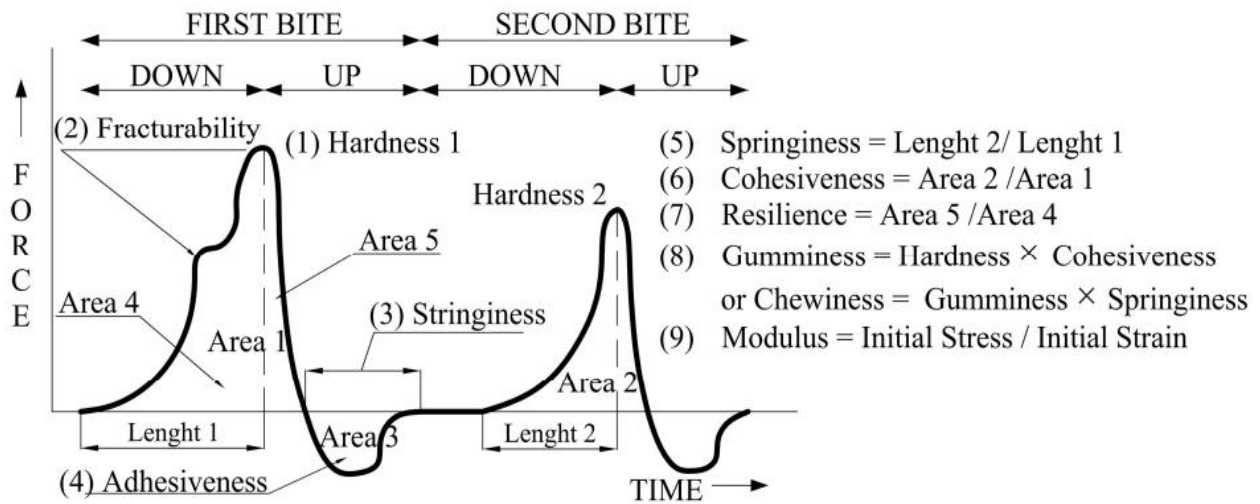 FIRST BITE SECOND BITE
DOWN UP DOWN UP
FORCE
(2) Fracturability
(1) Hardness 1
Hardness 2
Area 5
Area 4
Area 1
(3) Stringiness
Area 2
Lenght 1
Area 3
Lenght 2
(4) Adhesiveness
TIME
(5) Springiness = Lenght 2/ Lenght 1
(6) Cohesiveness = Area 2 /Area 1
(7) Resilience = Area 5 /Area 4
(8) Gumminess = Hardness × Cohesiveness
or Chewiness = Gumminess × Springiness
(9) Modulus = Initial Stress / Initial Strain